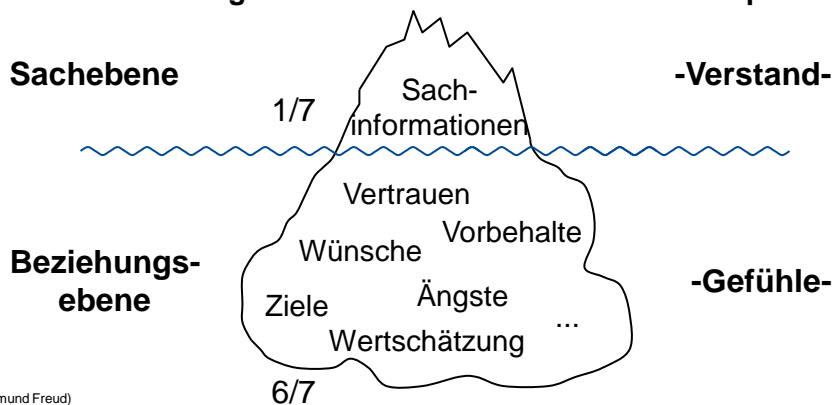 Sachebene
-Verstand-
1/7
Sach-
informationen
Vertrauen
Vorbehalte
Wünsche
Beziehungs-
ebene
-Gefühle-
Ziele
Ängste
...
Wertschätzung
6/7
mund Freud)